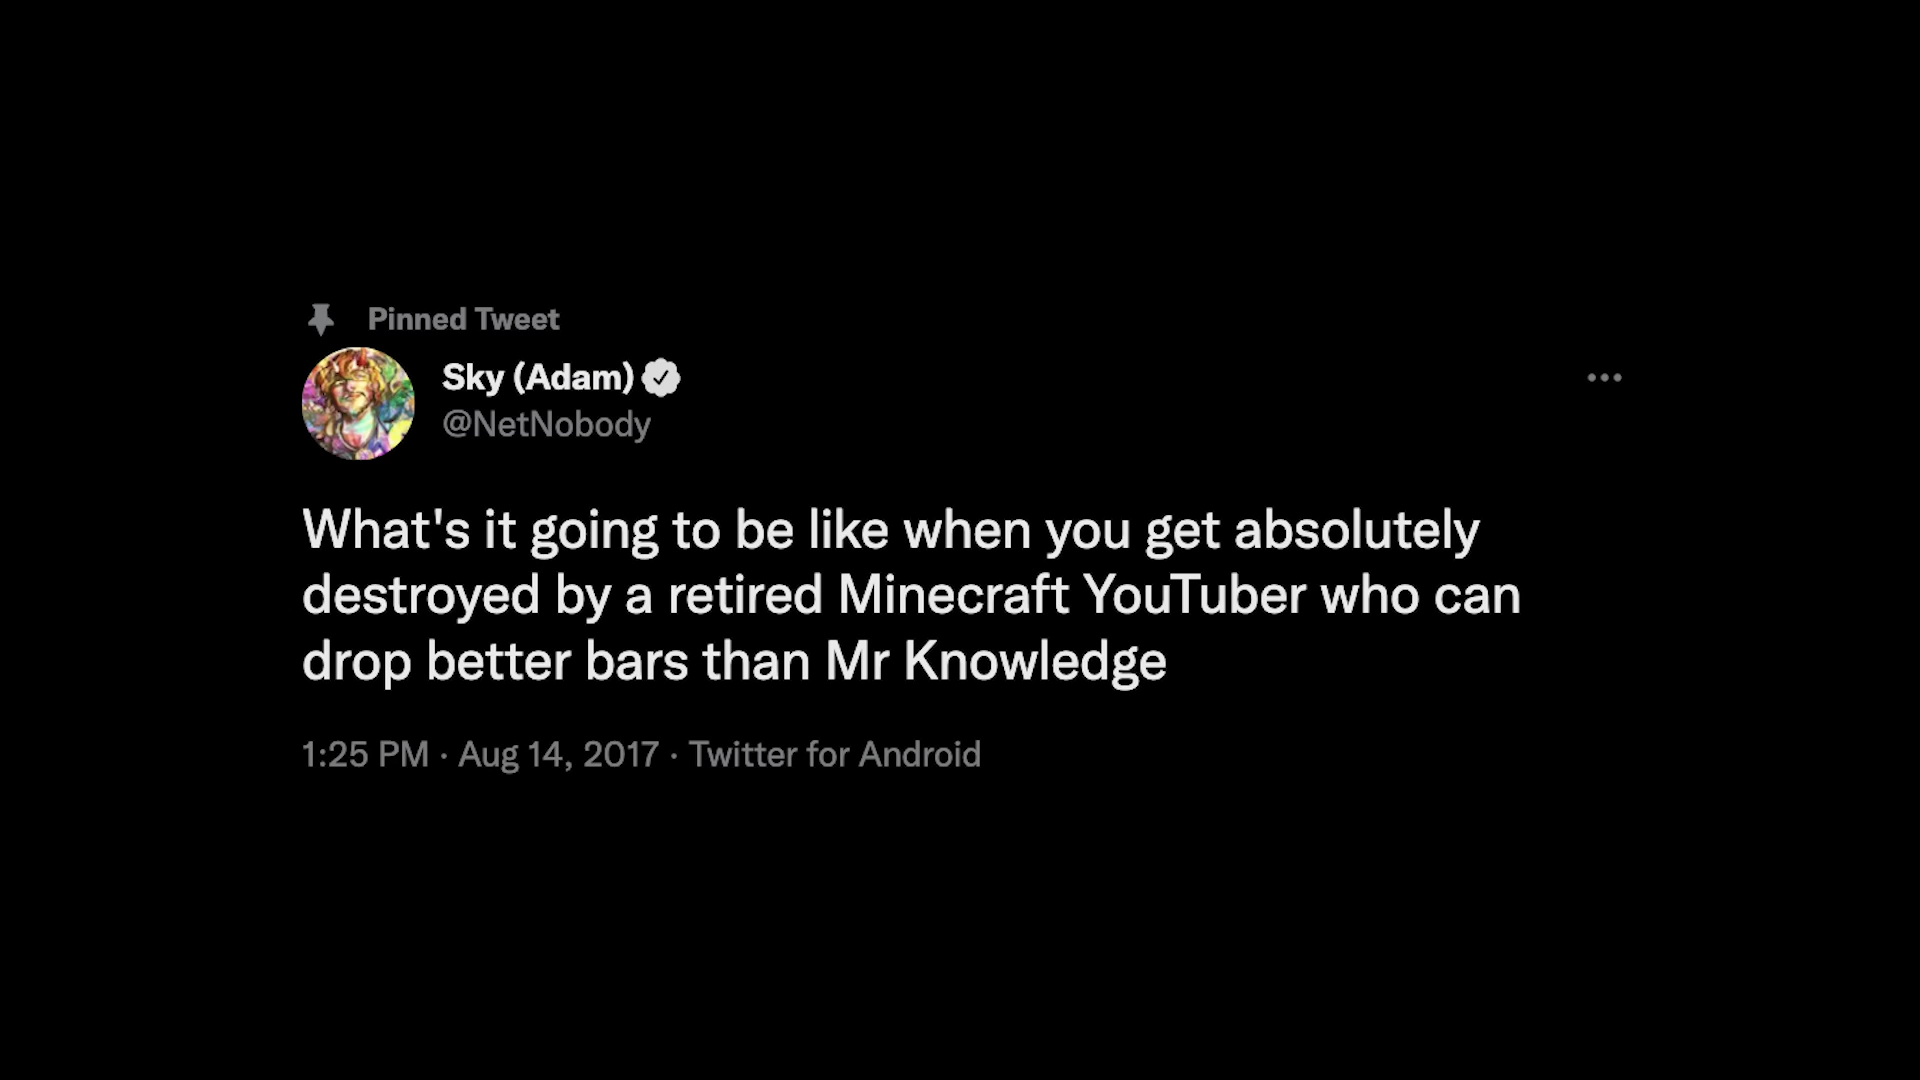 Pinned Tweet
Sky (Adam)
@NetNobody
What's it going to be like when you get absolutely
destroyed by a retired Minecraft YouTuber who can
drop better bars than Mr Knowledge
1:25 PM · Aug 14, 2017 · Twitter for Android